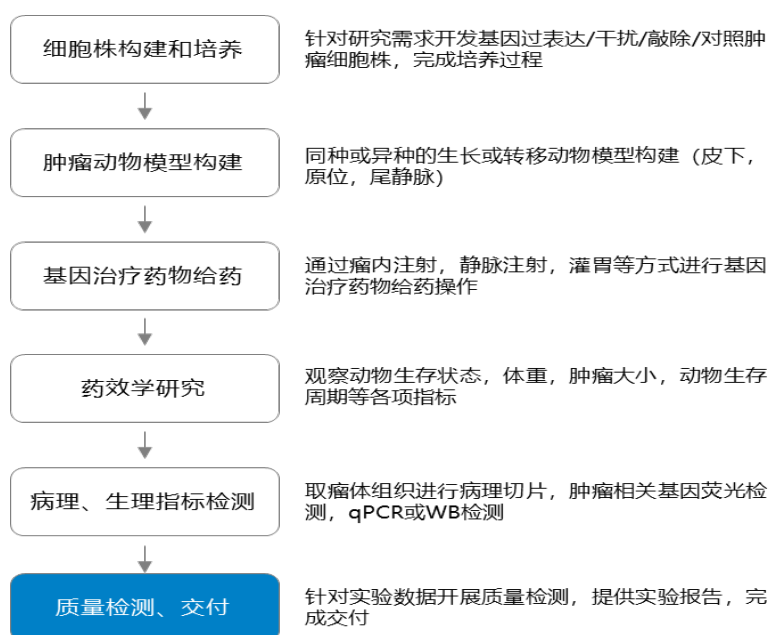 细胞株构建和培养
针对研究需求开发基因过表达/干扰/敲除/对照肿
瘤细胞株，完成培养过程
肿瘤动物模型构建
同种或异种的生长或转移动物模型构建（皮下，
原位，尾静脉）
基因治疗药物给药
通过瘤内注射，静脉注射，灌胃等方式进行基因
治疗药物给药操作
药效学研究
观察动物生存状态，体重，肿瘤大小，动物生存
周期等各项指标
病理、生理指标检测
取瘤体组织进行病理切片，肿瘤相关基因荧光检
测，qPCR或WB检测
质量检测、交付
针对实验数据开展质量检测，提供实验报告，完
成交付